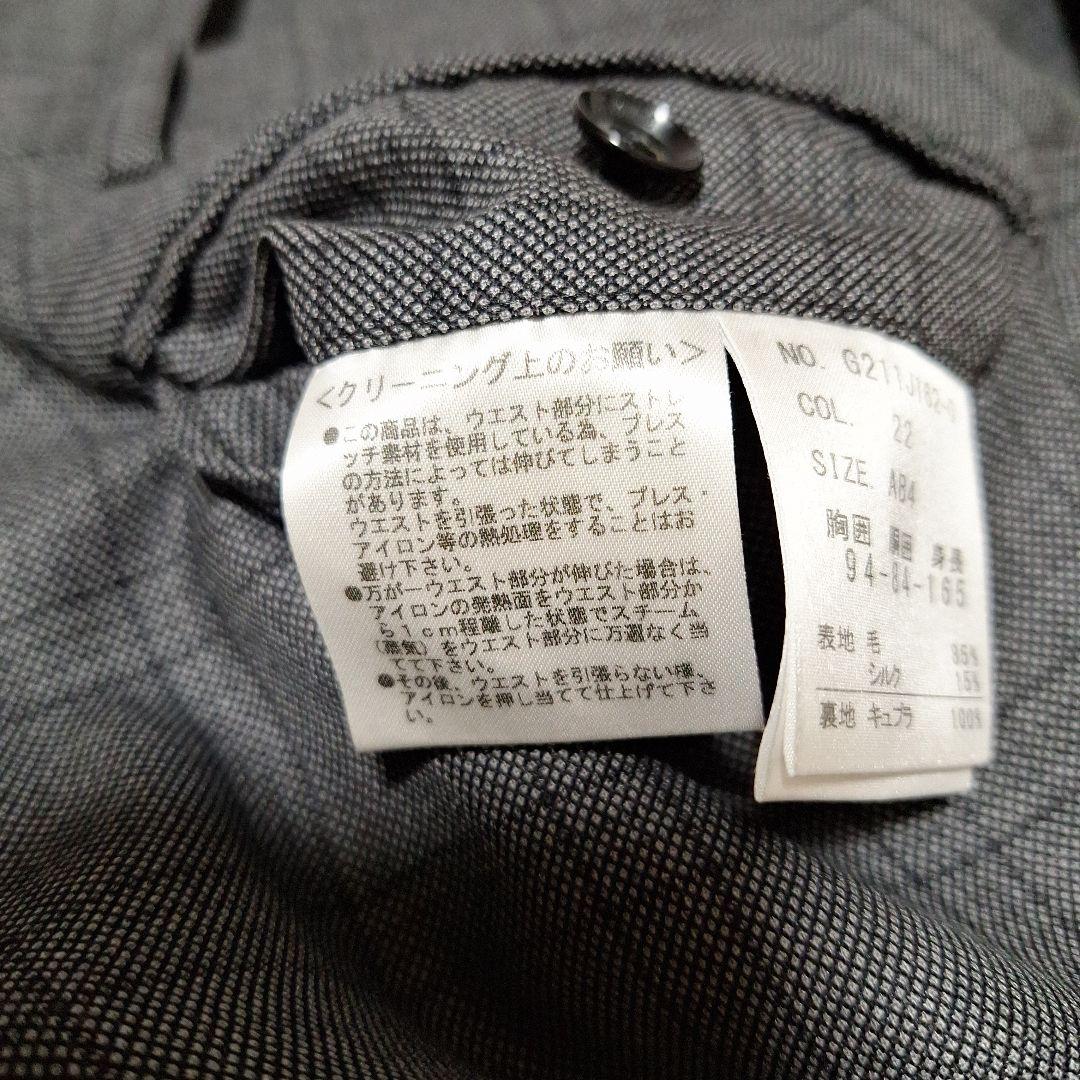 <クリーニング上のお願い>
●この商品は、ウエスト部分にストレ
ッチ素材を使用している為、プレス
の方法によっては伸びてしまうこと
があります。
ウエストを引張った状態で、プレス・
アイロン等の熱処理をすることはお
避け下さい。
●万が一ウエスト部分が伸びた場合は、
アイロンの発熱面をウエスト部分か
ら1cm程離した状態でスチーム
(蒸気)をウエスト部分に万遍なく当
てて下さい。
●その後、ウエストを引張らない様、
アイロンを押し当てて仕上げて下さ
い。
NO.
COL. 22
SIZE. AB4
胸囲 胴囲 身長
94-84-165
表地 毛 85%
シルク 15%
裏地 キュプラ 100%